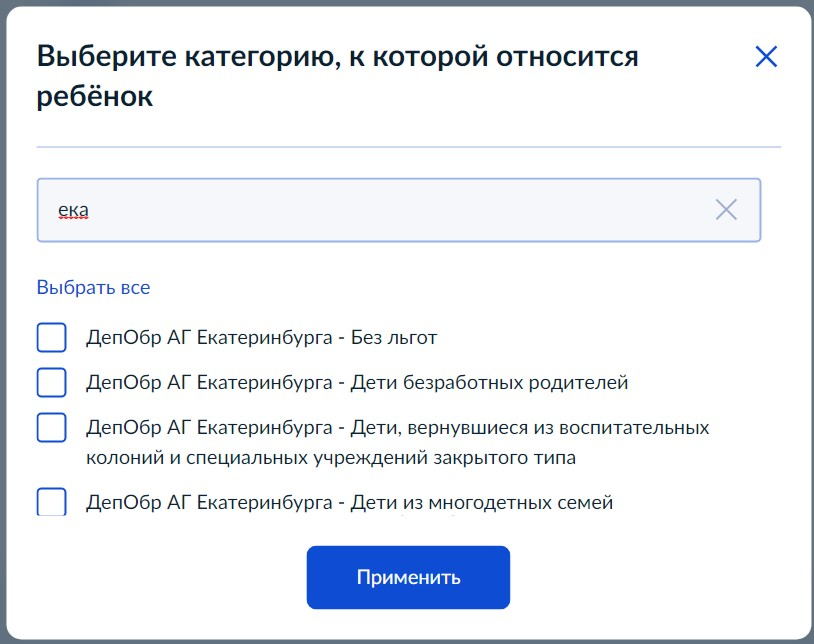 Выберите категорию, к которой относится
ребёнок
ека
Выбрать все
ДепОбр АГ Екатеринбурга - Без льгот
ДепОбр АГ Екатеринбурга - Дети безработных родителей
ДепОбр АГ Екатеринбурга - Дети, вернувшиеся из воспитательных
колоний и специальных учреждений закрытого типа
ДепОбр АГ Екатеринбурга - Дети из многодетных семей
Применить